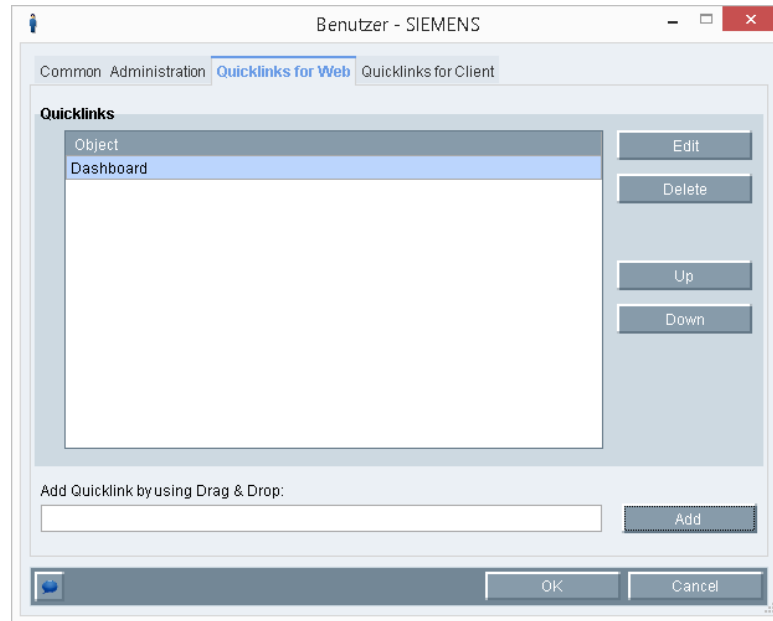 Benutzer - SIEMENS
Common Administration Quicklinks for Web Quicklinks for Client
Quicklinks
Object
Dashboard
Edit
Delete
Up
Down
Add Quicklink by using Drag & Drop:
Add
OK Cancel